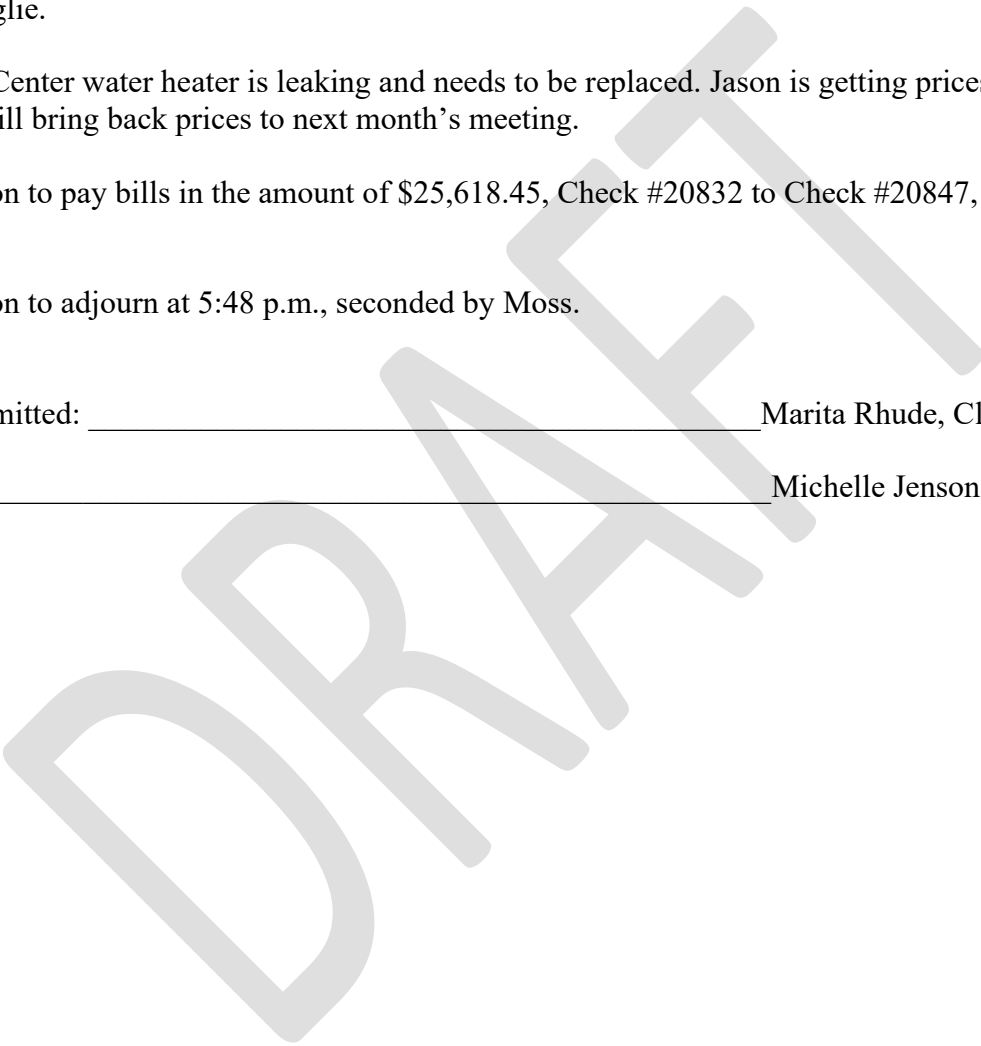 glie.
Center water heater is leaking and needs to be replaced. Jason is getting prices
ill bring back prices to next month’s meeting.
on to pay bills in the amount of $25,618.45, Check #20832 to Check #20847,
on to adjourn at 5:48 p.m., seconded by Moss.
mitted: __________________________________________Marita Rhude, Cl
________________________________________________Michelle Jenson
DRAFT